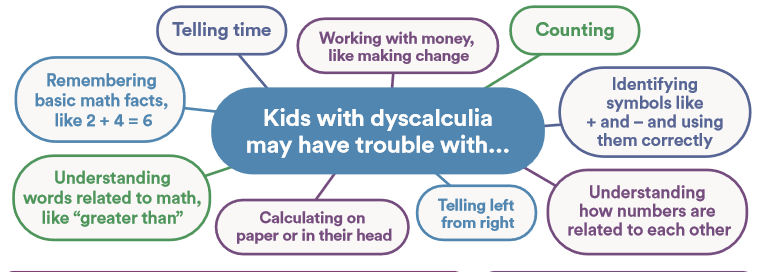 Telling time
Working with money,
like making change
Counting
Remembering
basic math facts,
like 2 + 4 = 6
Kids with dyscalculia
may have trouble with...
Identifying
symbols like
+ and – and using
them correctly
Understanding
words related to math,
like “greater than”
Calculating on
paper or in their head
Telling left
from right
Understanding
how numbers are
related to each other